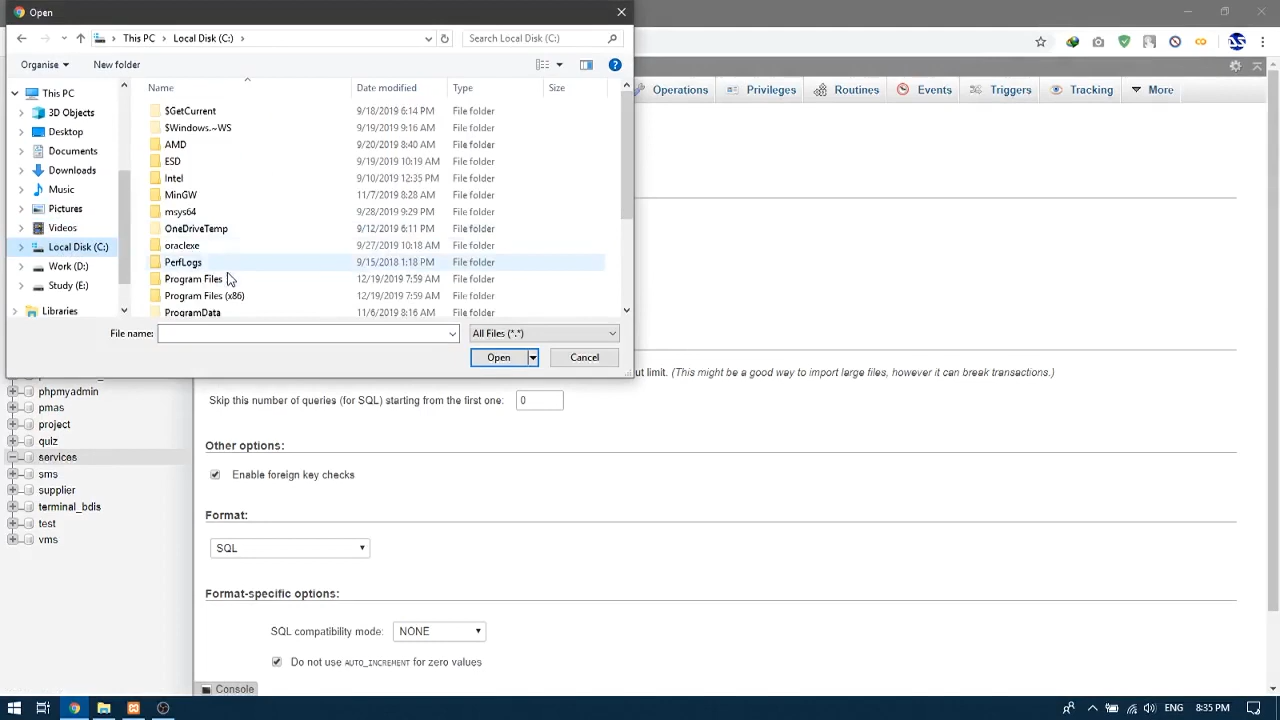 Open
This PC
Local Disk (C:)
Search Local Disk (C:)
Organise
New folder
Name
Date modified
Type
Size
This PC
3D Objects
Desktop
Documents
Downloads
Music
Pictures
Videos
Local Disk (C:)
Work (D:)
Study (E:)
Libraries
$GetCurrent 9/18/2019 6:14 PM File folder
$Windows.~WS 9/19/2019 9:16 AM File folder
AMD 9/20/2019 8:40 AM File folder
ESD 9/19/2019 10:19 AM File folder
Intel 9/10/2019 12:35 PM File folder
MinGW 11/7/2019 8:28 AM File folder
msys64 9/28/2019 9:29 PM File folder
OneDriveTemp 9/12/2019 6:11 PM File folder
oraclexe 9/27/2019 10:18 AM File folder
PerfLogs 9/15/2018 1:18 PM File folder
Program Files 12/19/2019 7:59 AM File folder
Program Files (x86) 12/19/2019 7:59 AM File folder
ProgramData 11/6/2019 8:16 AM File folder
File name:
All Files (*.*)
Open
Cancel
Operations
Privileges
Routines
Events
Triggers
Tracking
More
phpmyadmin
pmas
project
quiz
services
sms
supplier
terminal_bdis
test
vms
ut limit. (This might be a good way to import large files, however it can break transactions.)
Skip this number of queries (for SQL) starting from the first one: 0
Other options:
Enable foreign key checks
Format:
SQL
Format-specific options:
SQL compatibility mode: NONE
Do not use AUTO_INCREMENT for zero values
Console
ENG
8:35 PM